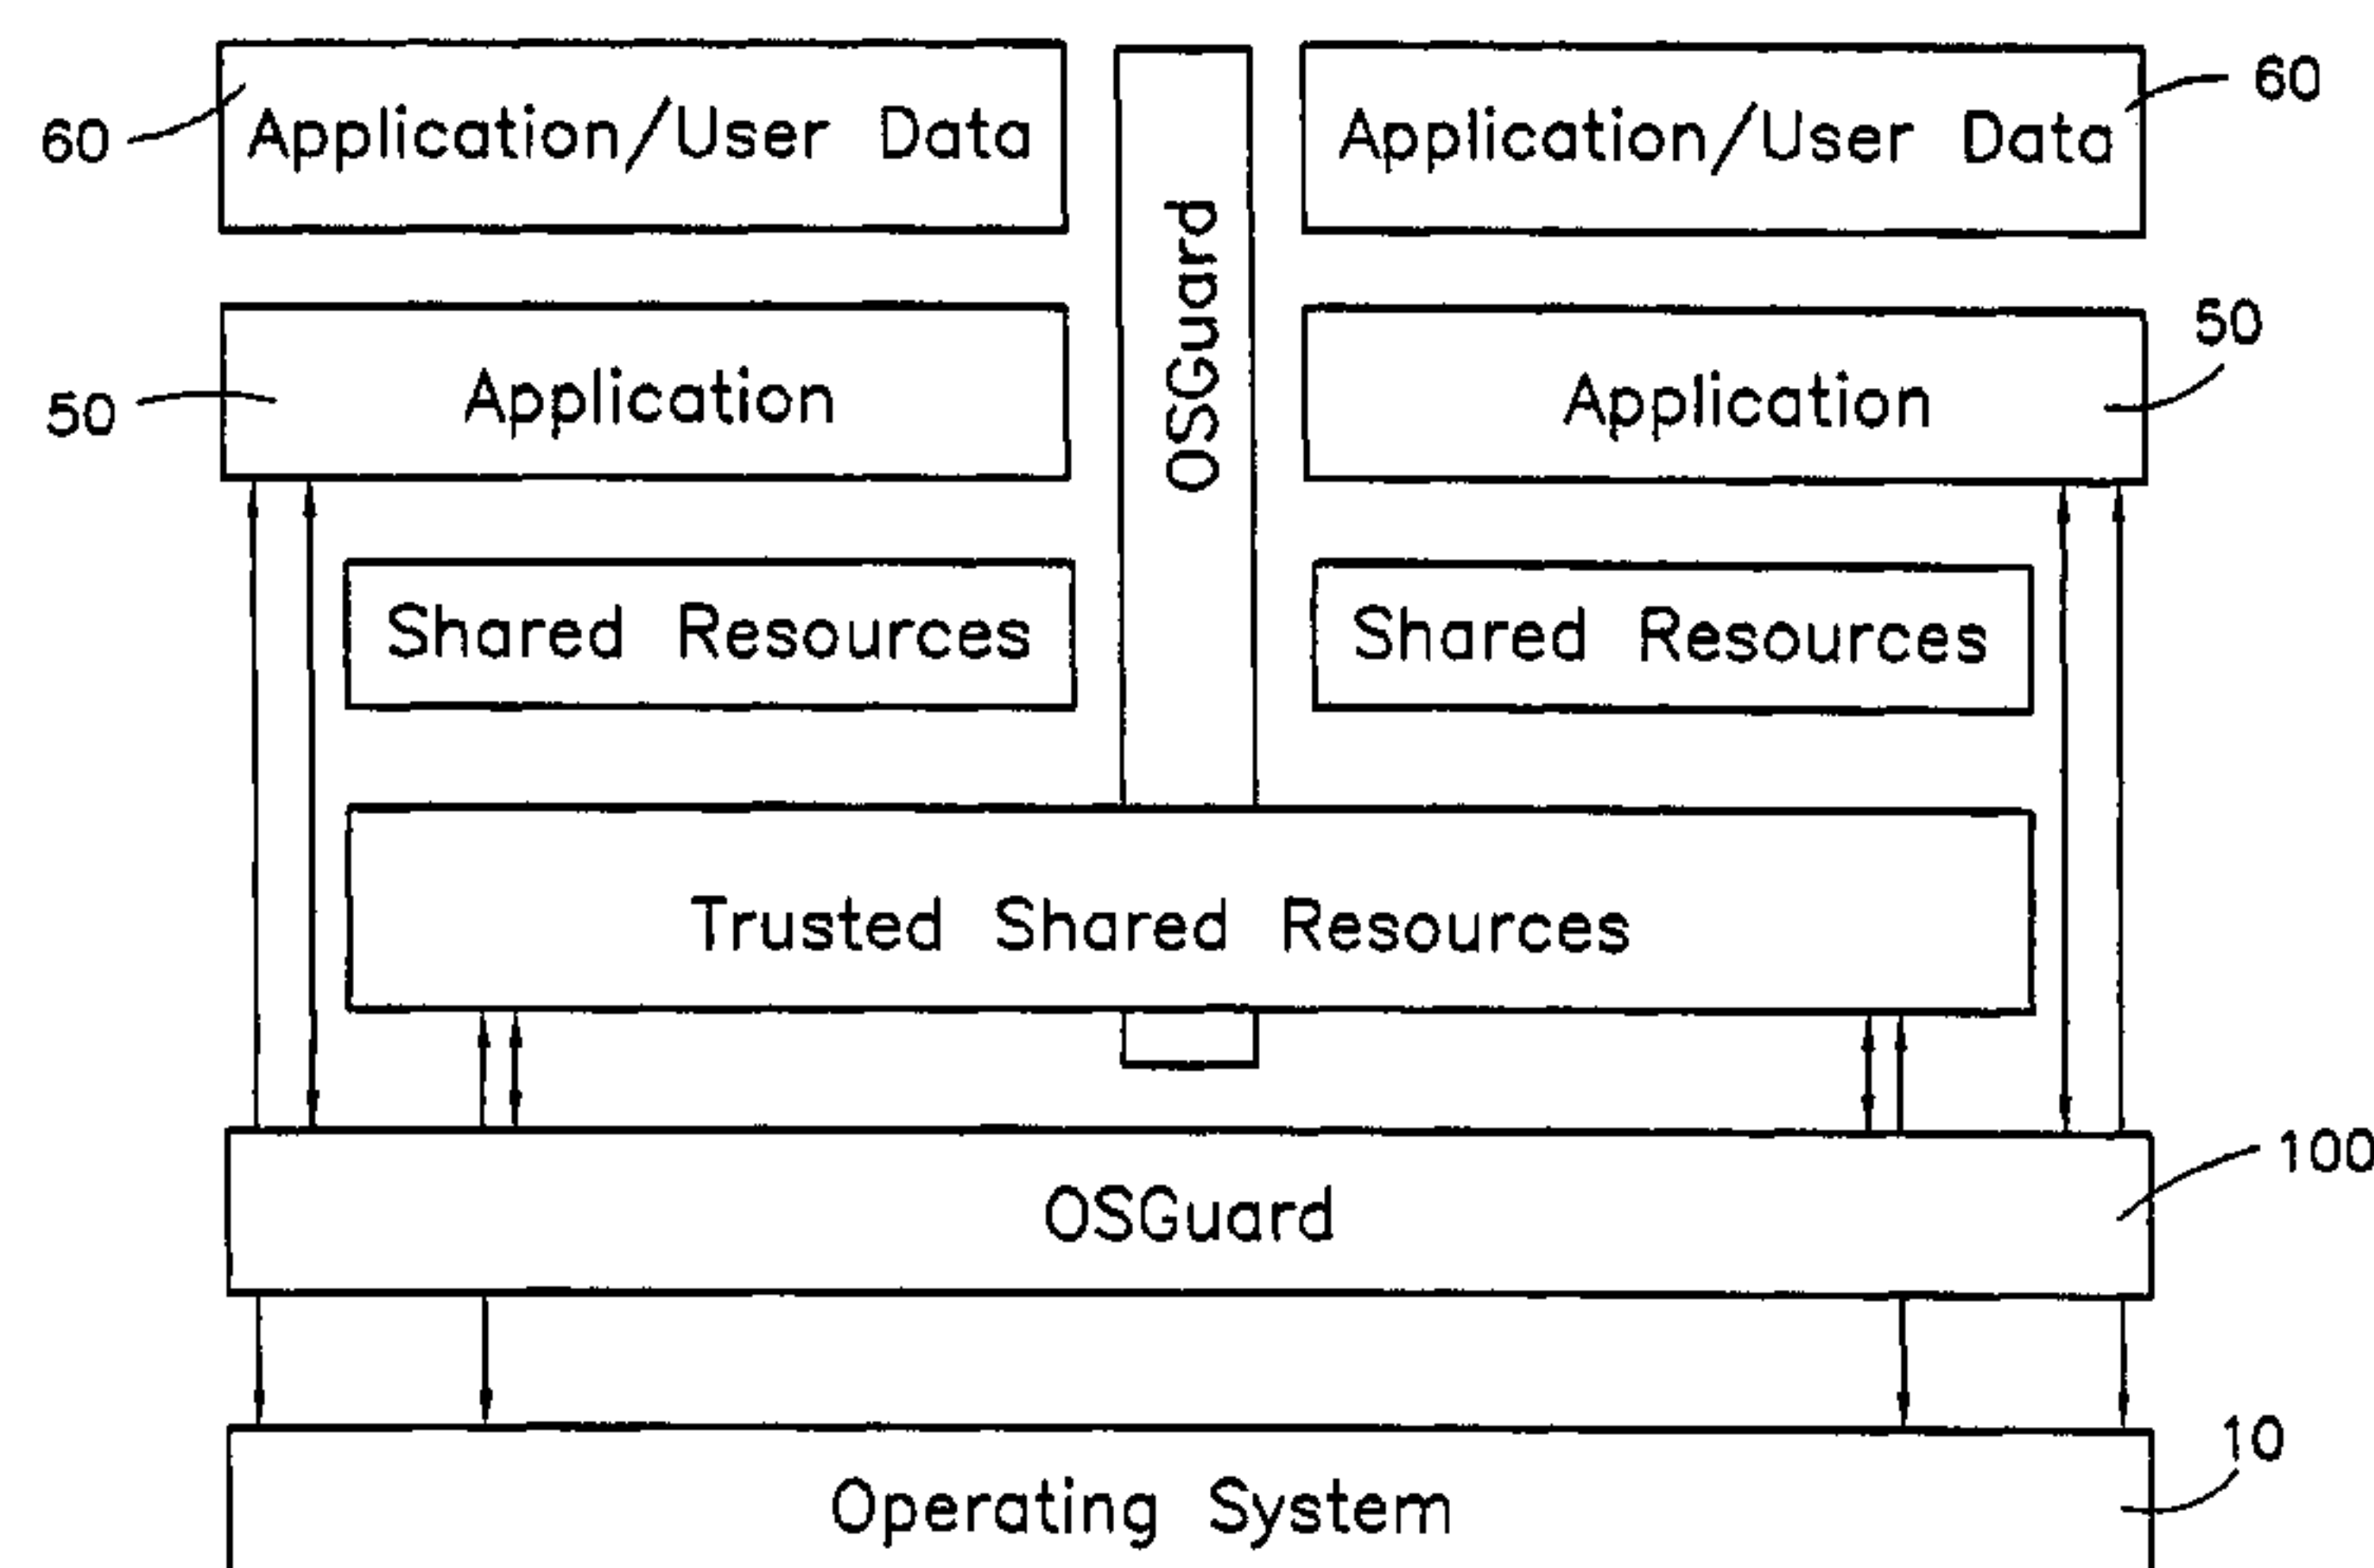 60
Application/User Data
OSGuard
Application/User Data
60
50
Application
Application
50
Shared Resources
Shared Resources
Trusted Shared Resources
OSGuard
100
Operating System
10